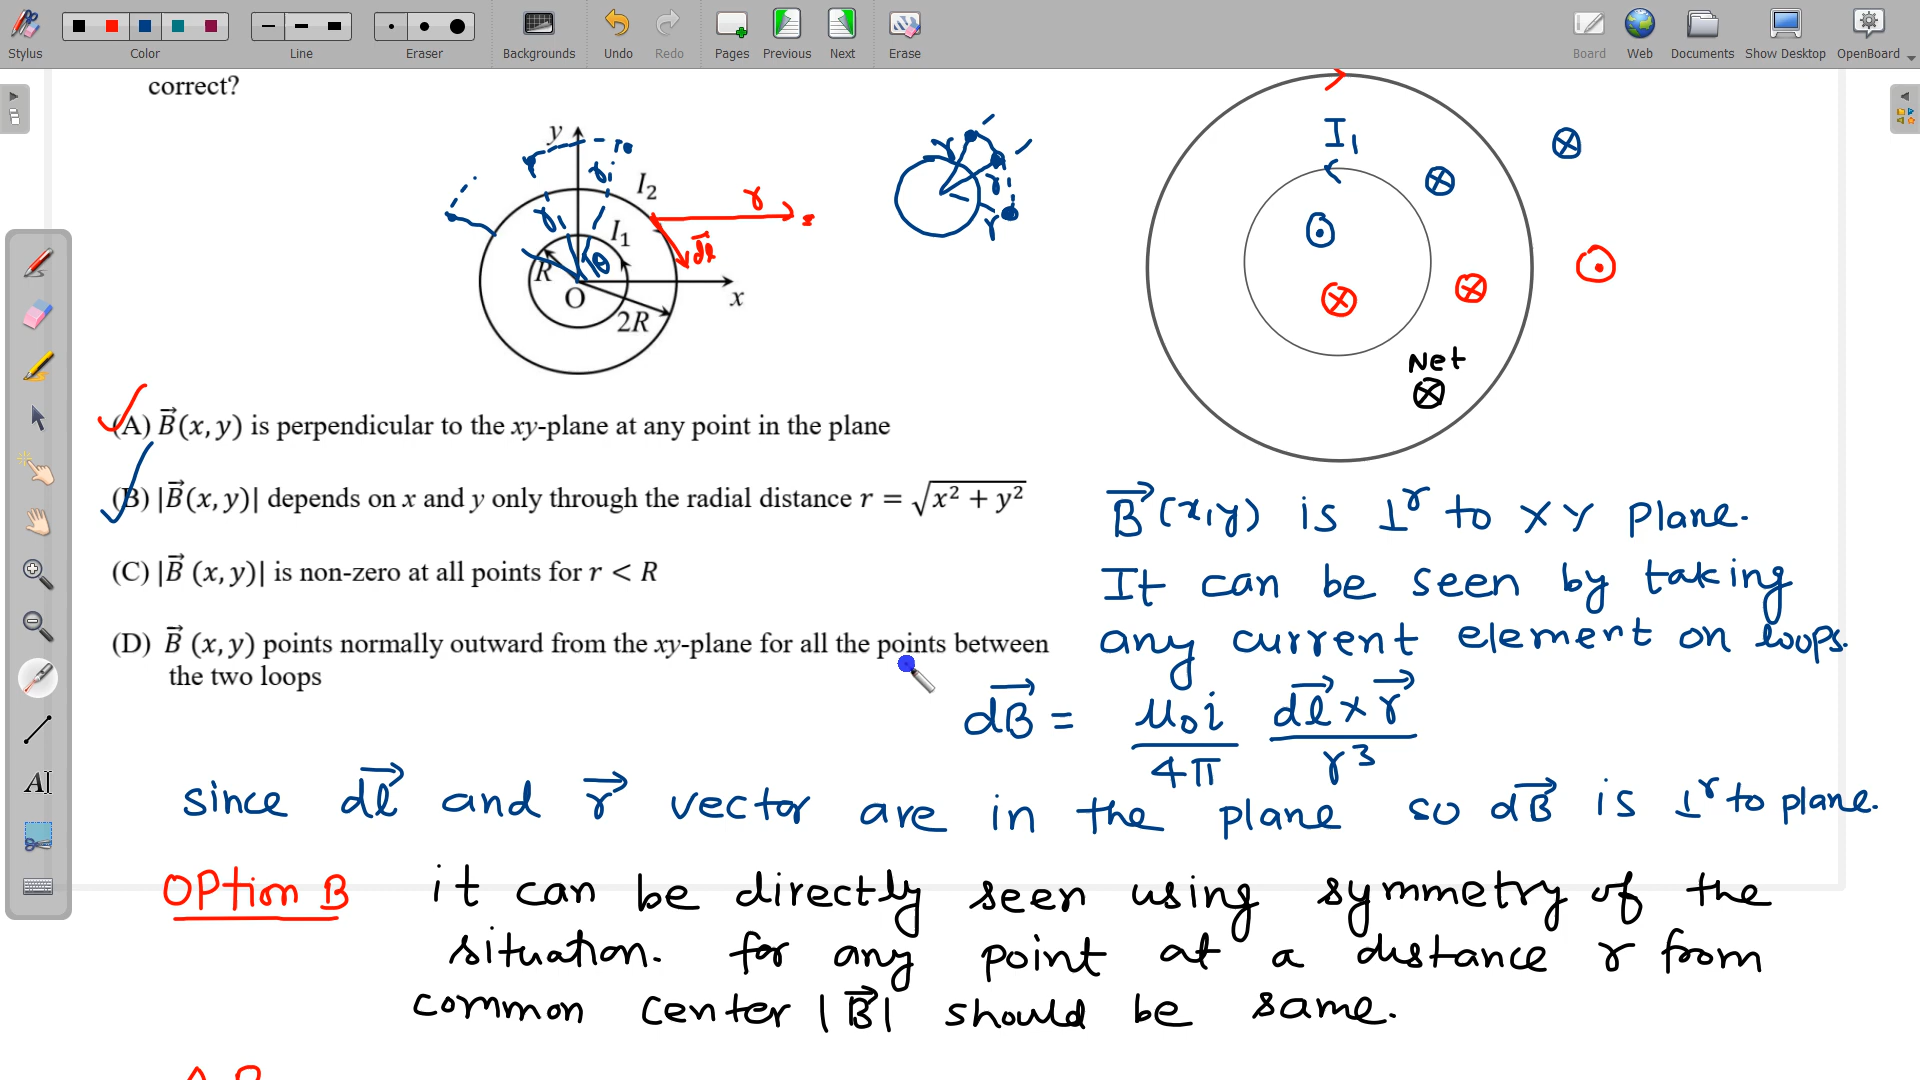 Stylus Color Line Eraser Backgrounds Undo Redo Pages Previous Next Erase Board Web Documents Show Desktop OpenBoard
correct?
y
I₂
I₁
R
O
x
2R
r
dl
θ
I₁
Net
(A) B⃗(x, y) is perpendicular to the xy-plane at any point in the plane
(B) |B⃗(x, y)| depends on x and y only through the radial distance r = √(x² + y²)
(C) |B⃗ (x, y)| is non-zero at all points for r < R
(D) B⃗ (x, y) points normally outward from the xy-plane for all the points between
the two loops
B⃗(x,y) is ⊥ʳ to XY plane.
It can be seen by taking
any current element on loops.
dB⃗ = μ₀i/4π dl⃗ × r⃗/r³
since dl⃗ and r⃗ vector are in the plane so dB⃗ is ⊥ʳ to plane.
OPtion B it can be directly seen using symmetry of the
situation. for any point at a distance r from
common center |B⃗| should be same.